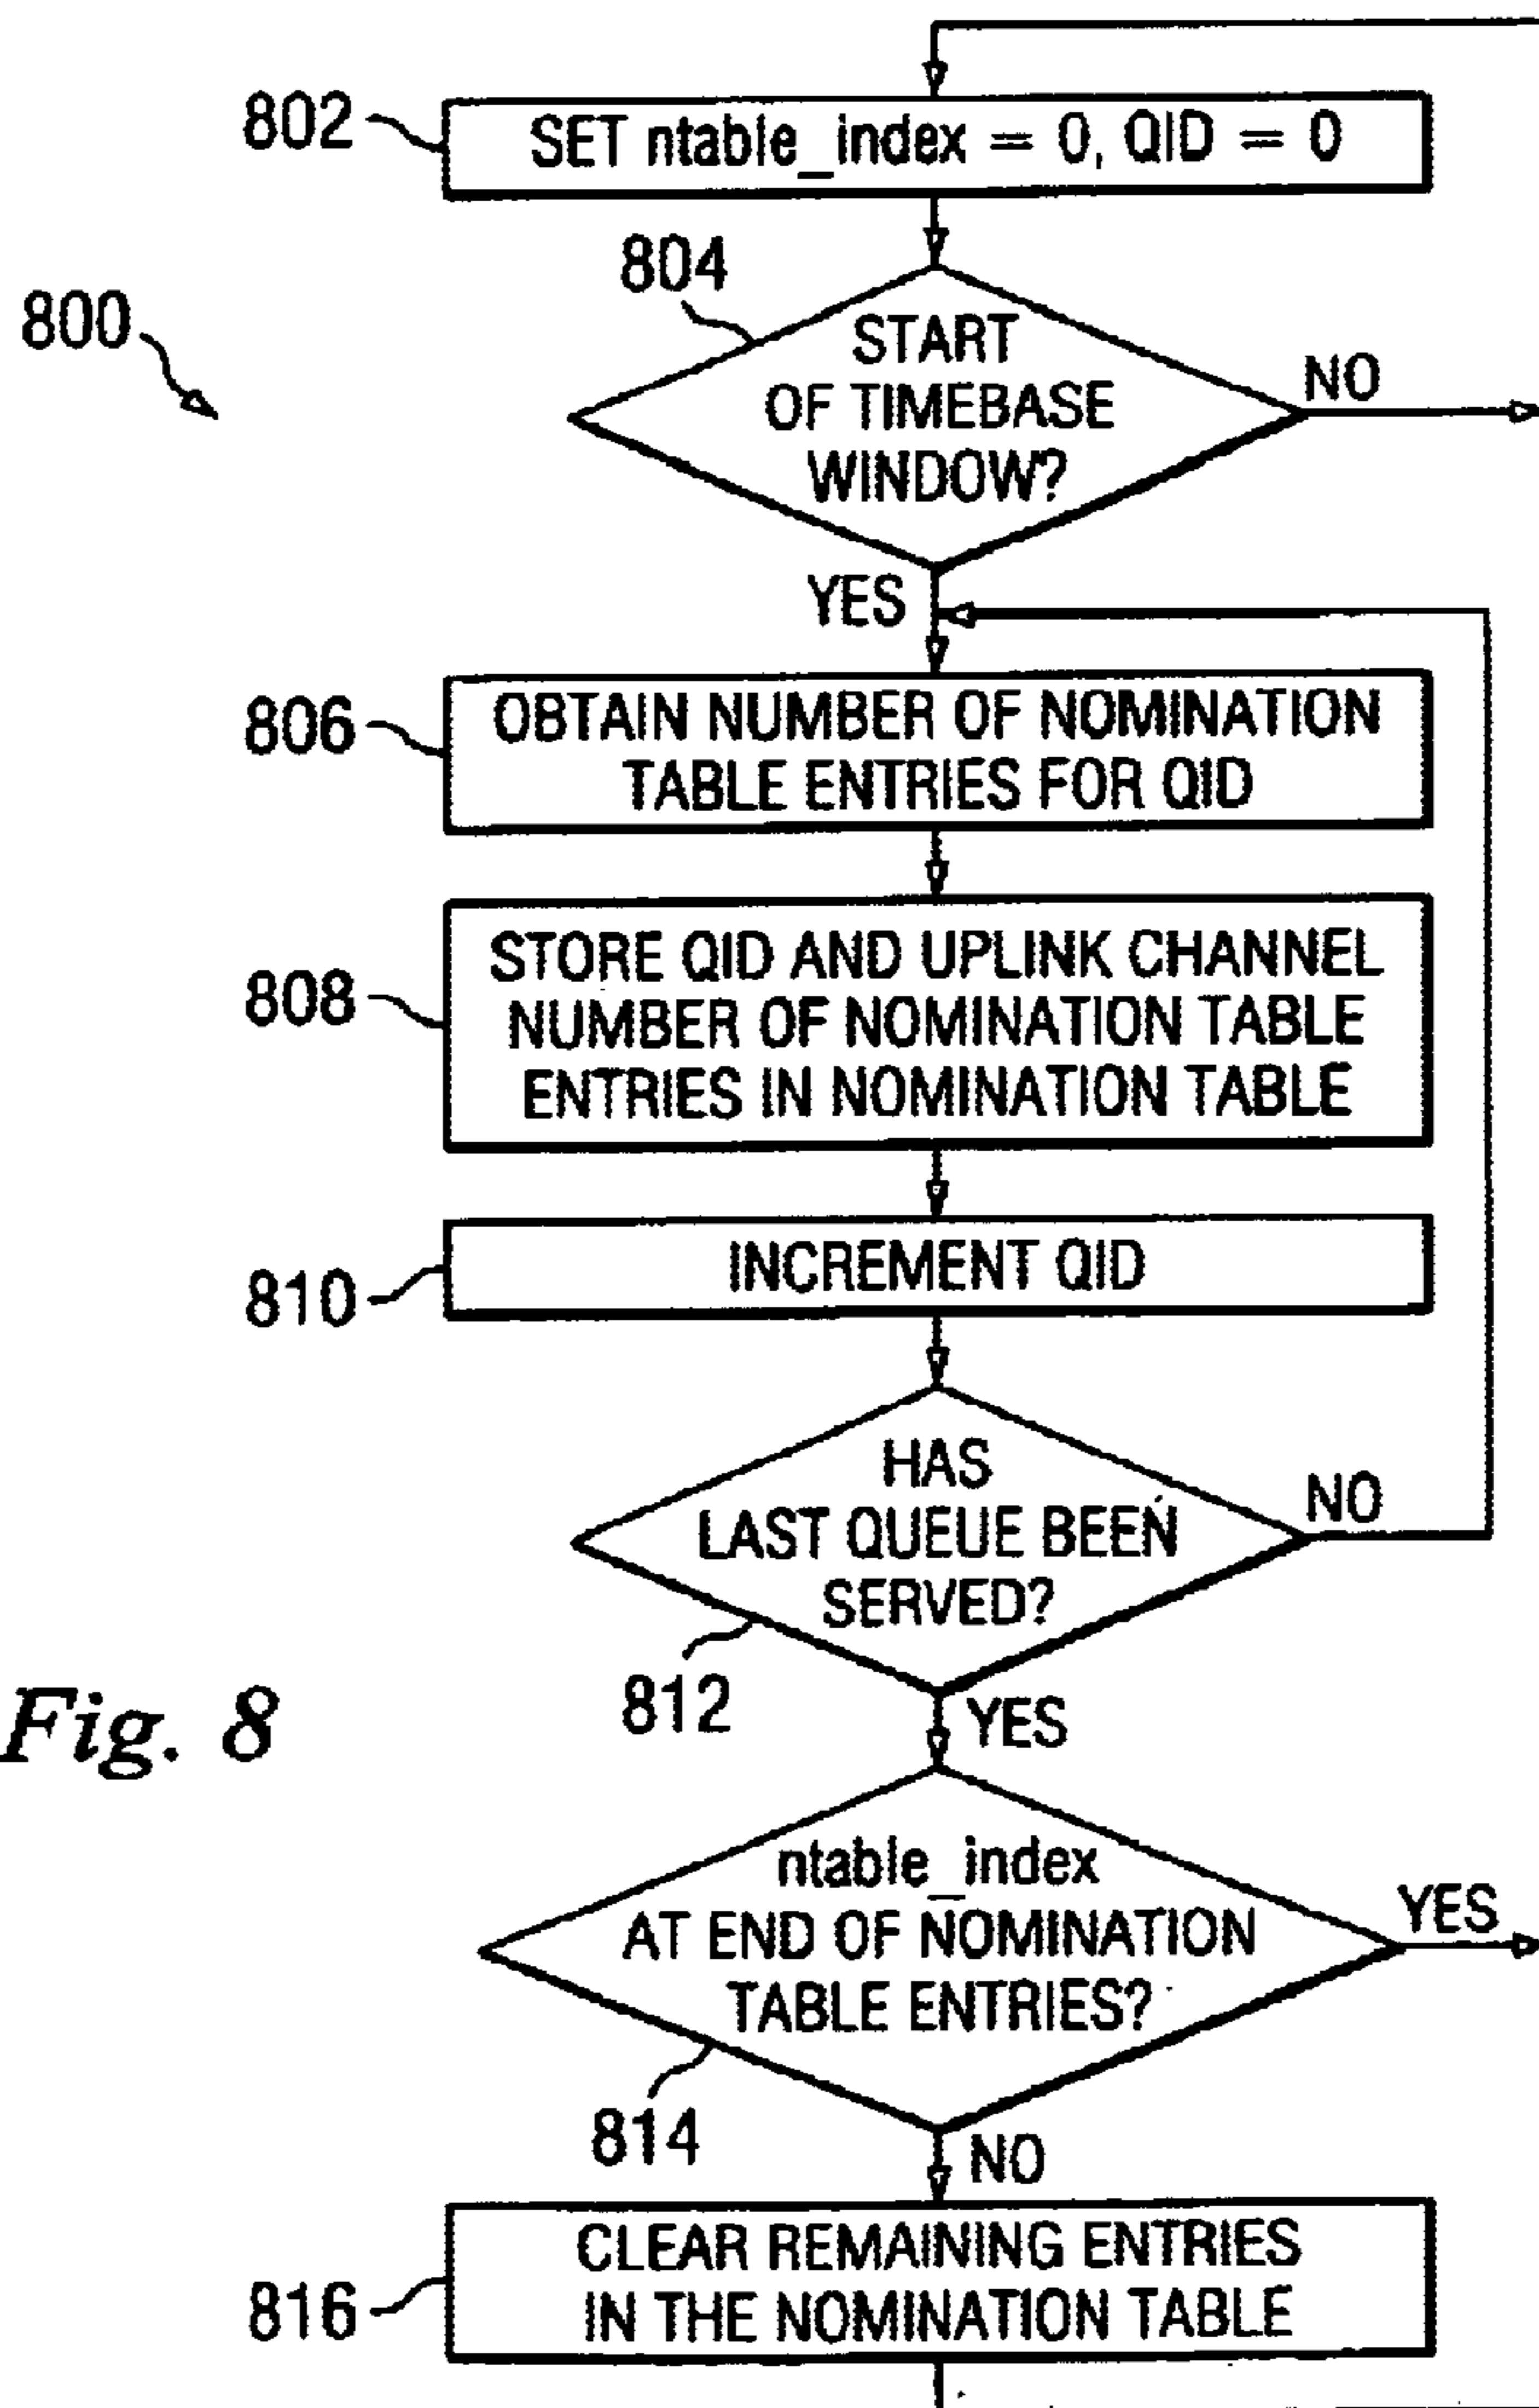 802
SET ntable_index = 0, QID = 0
804
800
START
OF TIMEBASE
WINDOW?
NO
YES
806
OBTAIN NUMBER OF NOMINATION
TABLE ENTRIES FOR QID
808
STORE QID AND UPLINK CHANNEL
NUMBER OF NOMINATION TABLE
ENTRIES IN NOMINATION TABLE
810
INCREMENT QID
HAS
LAST QUEUE BEEN
SERVED?
NO
812
YES
Fig. 8
ntable_index
AT END OF NOMINATION
TABLE ENTRIES?
YES
814
NO
816
CLEAR REMAINING ENTRIES
IN THE NOMINATION TABLE